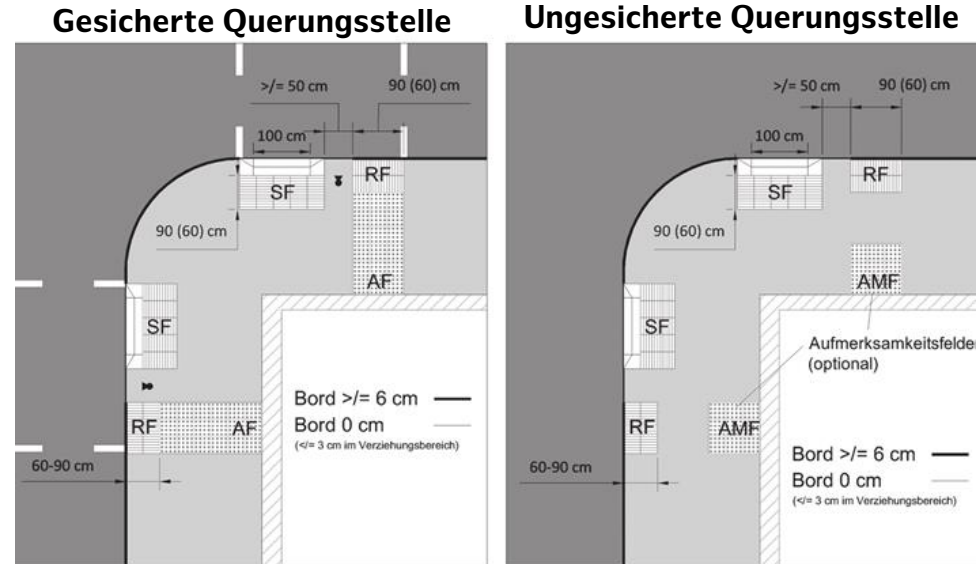 Gesicherte Querungsstelle
>/= 50 cm
90 (60) cm
100 cm
SF
RF
90 (60) cm
AF
SF
RF
AF
60-90 cm
Bord >/= 6 cm
Bord 0 cm
(</= 3 cm im Verziehungsbereich)
Ungesicherte Querungsstelle
>/= 50 cm
90 (60) cm
100 cm
SF
RF
90 (60) cm
AMF
SF
Aufmerksamkeitsfelder
(optional)
RF
AMF
60-90 cm
Bord >/= 6 cm
Bord 0 cm
(</= 3 cm im Verziehungsbereich)